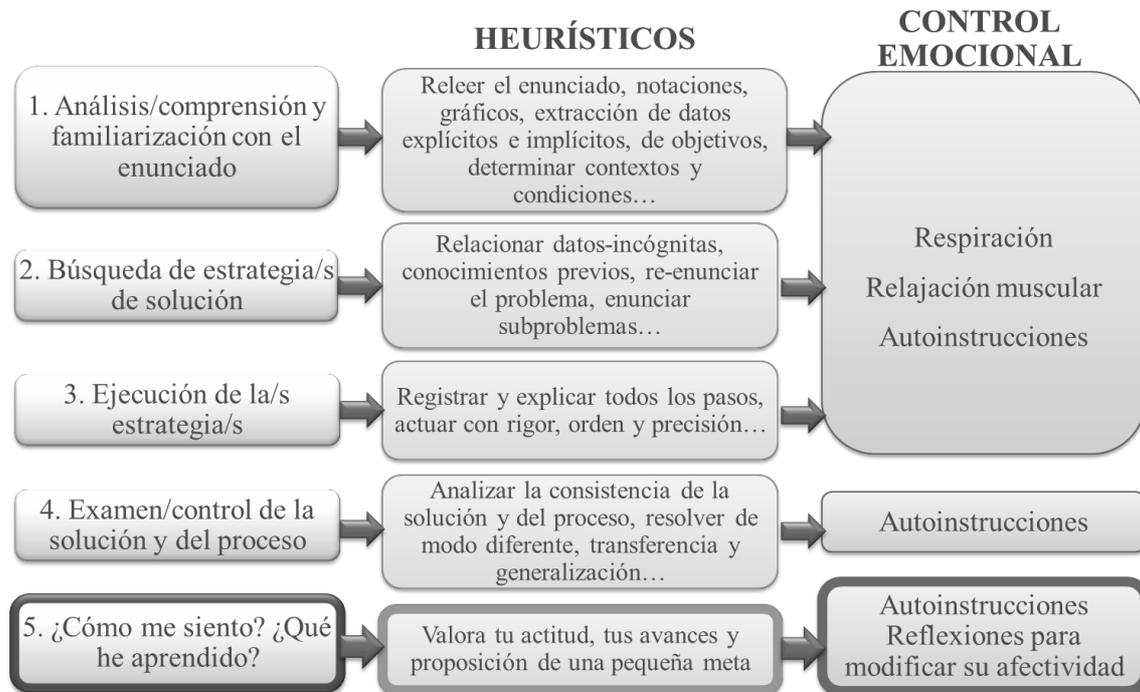 HEURÍSTICOS
CONTROL
EMOCIONAL
1. Análisis/comprensión y
familiarización con el
enunciado
Releer el enunciado, notaciones,
gráficos, extracción de datos
explícitos e implícitos, de objetivos,
determinar contextos y
condiciones…
Respiración
Relajación muscular
Autoinstrucciones
2. Búsqueda de estrategia/s
de solución
Relacionar datos-incógnitas,
conocimientos previos, re-enunciar
el problema, enunciar
subproblemas…
3. Ejecución de la/s
estrategia/s
Registrar y explicar todos los pasos,
actuar con rigor, orden y precisión…
4. Examen/control de la
solución y del proceso
Analizar la consistencia de la
solución y del proceso, resolver de
modo diferente, transferencia y
generalización…
Autoinstrucciones
5. ¿Cómo me siento? ¿Qué
he aprendido?
Valora tu actitud, tus avances y
proposición de una pequeña meta
Autoinstrucciones
Reflexiones para
modificar su afectividad